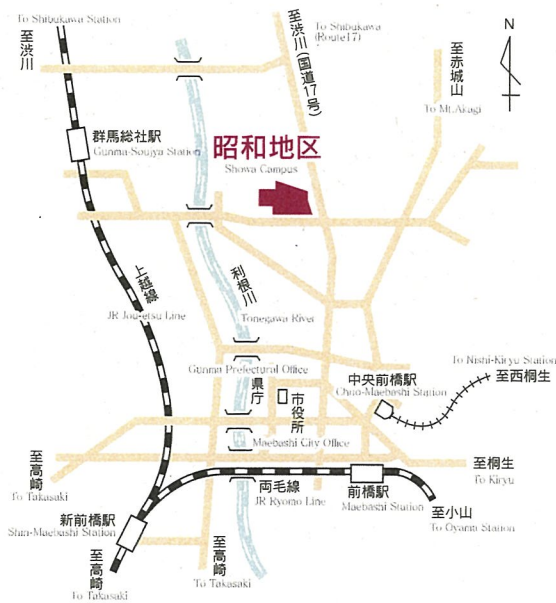 To Shibukawa Station
至渋川
至渋川(国道17号)
To Shibukawa
(Route17)
N
至赤城山
To Mt.Akagi
群馬総社駅
Gunma-Soujya Station
昭和地区
Showa Campus
上越線
JR Jou-etsu Line
利根川
Tonegawa River
Gunma Prefectural Office
県庁
市役所
Maebashi City Office
To Nishi-Kiryu Station
至西桐生
中央前橋駅
Chuo-Maebashi Station
至高崎
To Takasaki
至桐生
To Kiryu
両毛線
JR Ryomo Line
前橋駅
Maebashi Station
至小山
To Oyama Station
新前橋駅
Shin-Maebashi Station
至高崎
To Takasaki
至高崎
To Takasaki